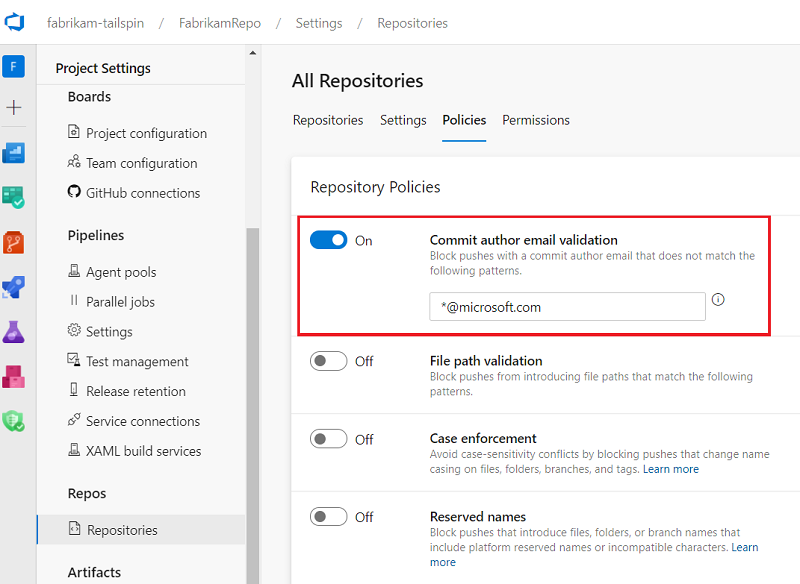 fabrikam-tailspin / FabrikamRepo / Settings / Repositories
F
Project Settings
Boards
Project configuration
Team configuration
GitHub connections
Pipelines
Agent pools
Parallel jobs
Settings
Test management
Release retention
Service connections
XAML build services
Repos
Repositories
Artifacts
All Repositories
Repositories Settings Policies Permissions
Repository Policies
On
Commit author email validation
Block pushes with a commit author email that does not match the
following patterns.
*@microsoft.com
Off
File path validation
Block pushes from introducing file paths that match the following
patterns.
Off
Case enforcement
Avoid case-sensitivity conflicts by blocking pushes that change name
casing on files, folders, branches, and tags. Learn more
Off
Reserved names
Block pushes that introduce files, folders, or branch names that
include platform reserved names or incompatible characters. Learn
more